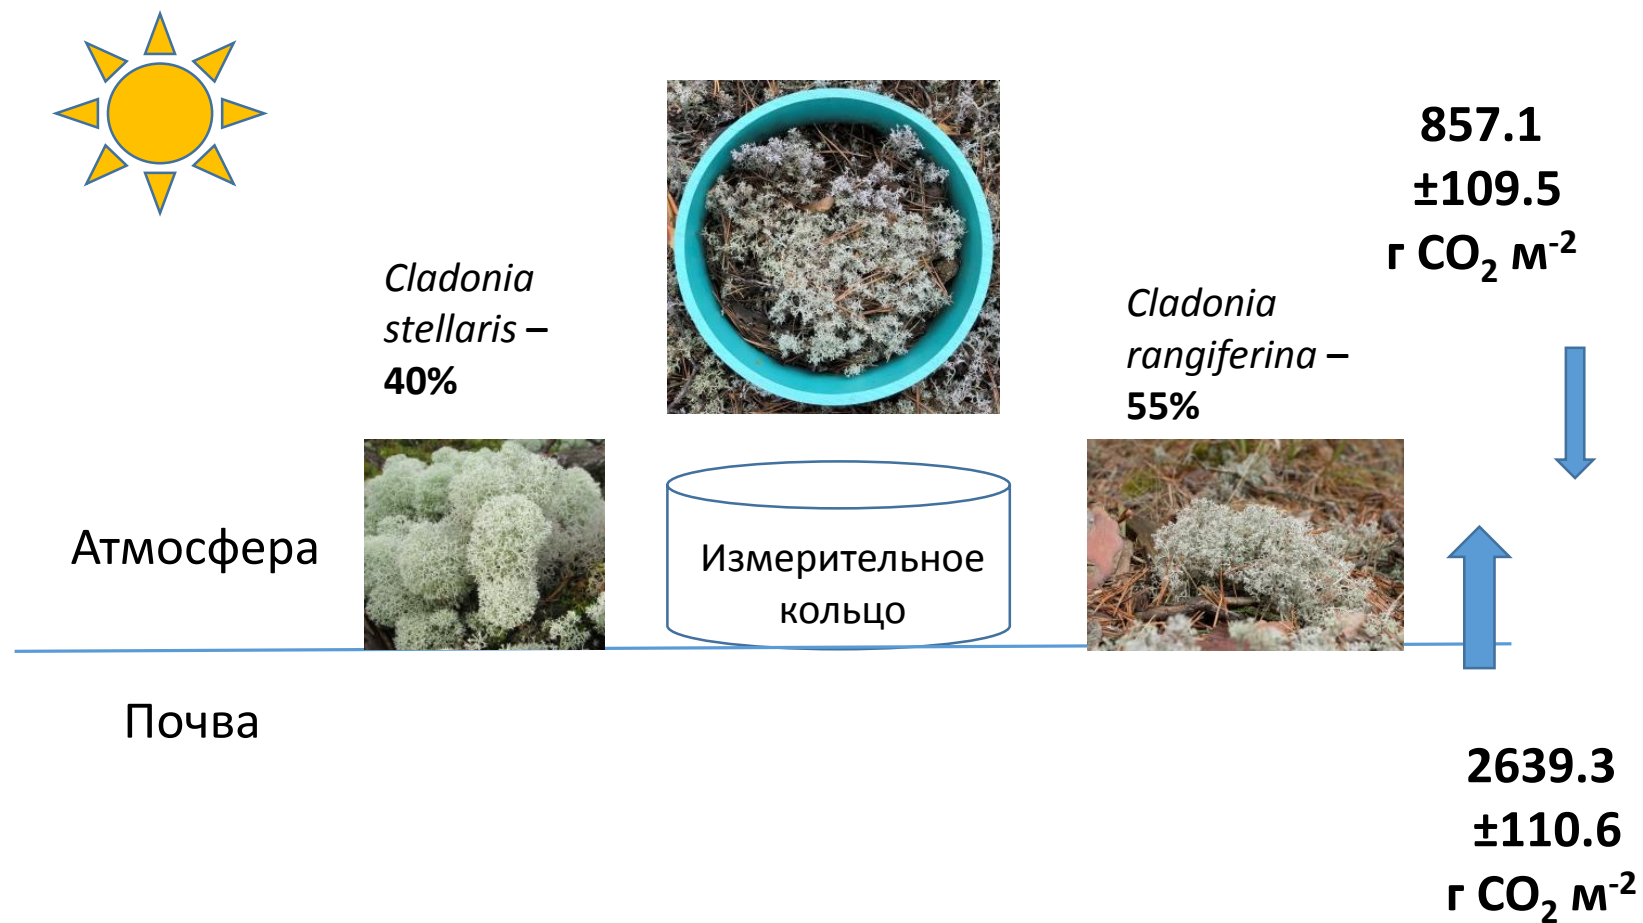 857.1
±109.5
г CO₂ м⁻²
Cladonia
stellaris –
40%
Cladonia
rangiferina –
55%
Атмосфера
Измерительное
кольцо
Почва
2639.3
±110.6
г CO₂ м⁻²